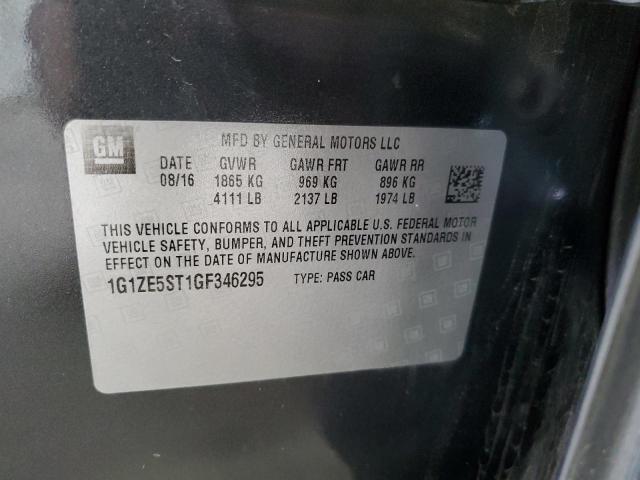 GM
MFD BY GENERAL MOTORS LLC
DATE GVWR GAWR FRT GAWR RR
08/16 1865 KG 969 KG 896 KG
4111 LB 2137 LB 1974 LB
THIS VEHICLE CONFORMS TO ALL APPLICABLE U.S. FEDERAL MOTOR
VEHICLE SAFETY, BUMPER, AND THEFT PREVENTION STANDARDS IN
EFFECT ON THE DATE OF MANUFACTURE SHOWN ABOVE.
1G1ZE5ST1GF346295 TYPE: PASS CAR